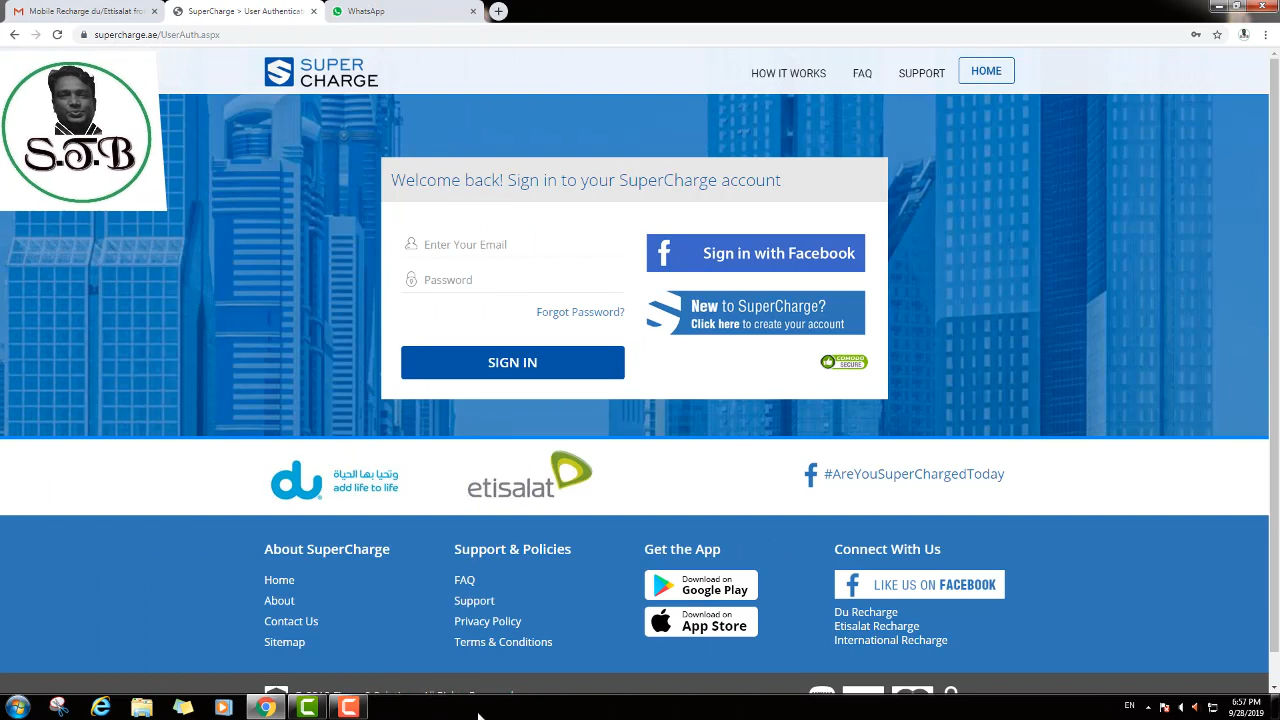 Mobile Recharge du/Etisalat fro
SuperCharge > User Authentica
WhatsApp
supercharge.ae/UserAuth.aspx
S.T.B
SUPER
CHARGE
HOW IT WORKS
FAQ
SUPPORT
HOME
Welcome back! Sign in to your SuperCharge account
Enter Your Email
Password
Forgot Password?
SIGN IN
Sign in with Facebook
New to SuperCharge?
Click here to create your account
COMODO
SECURE
du
وتحيا بها الحياة
add life to life
etisalat
#AreYouSuperChargedToday
About SuperCharge
Home
About
Contact Us
Sitemap
Support & Policies
FAQ
Support
Privacy Policy
Terms & Conditions
Get the App
Download on
Google Play
Download on
App Store
Connect With Us
LIKE US ON FACEBOOK
Du Recharge
Etisalat Recharge
International Recharge
EN
6:57 PM
9/28/2019